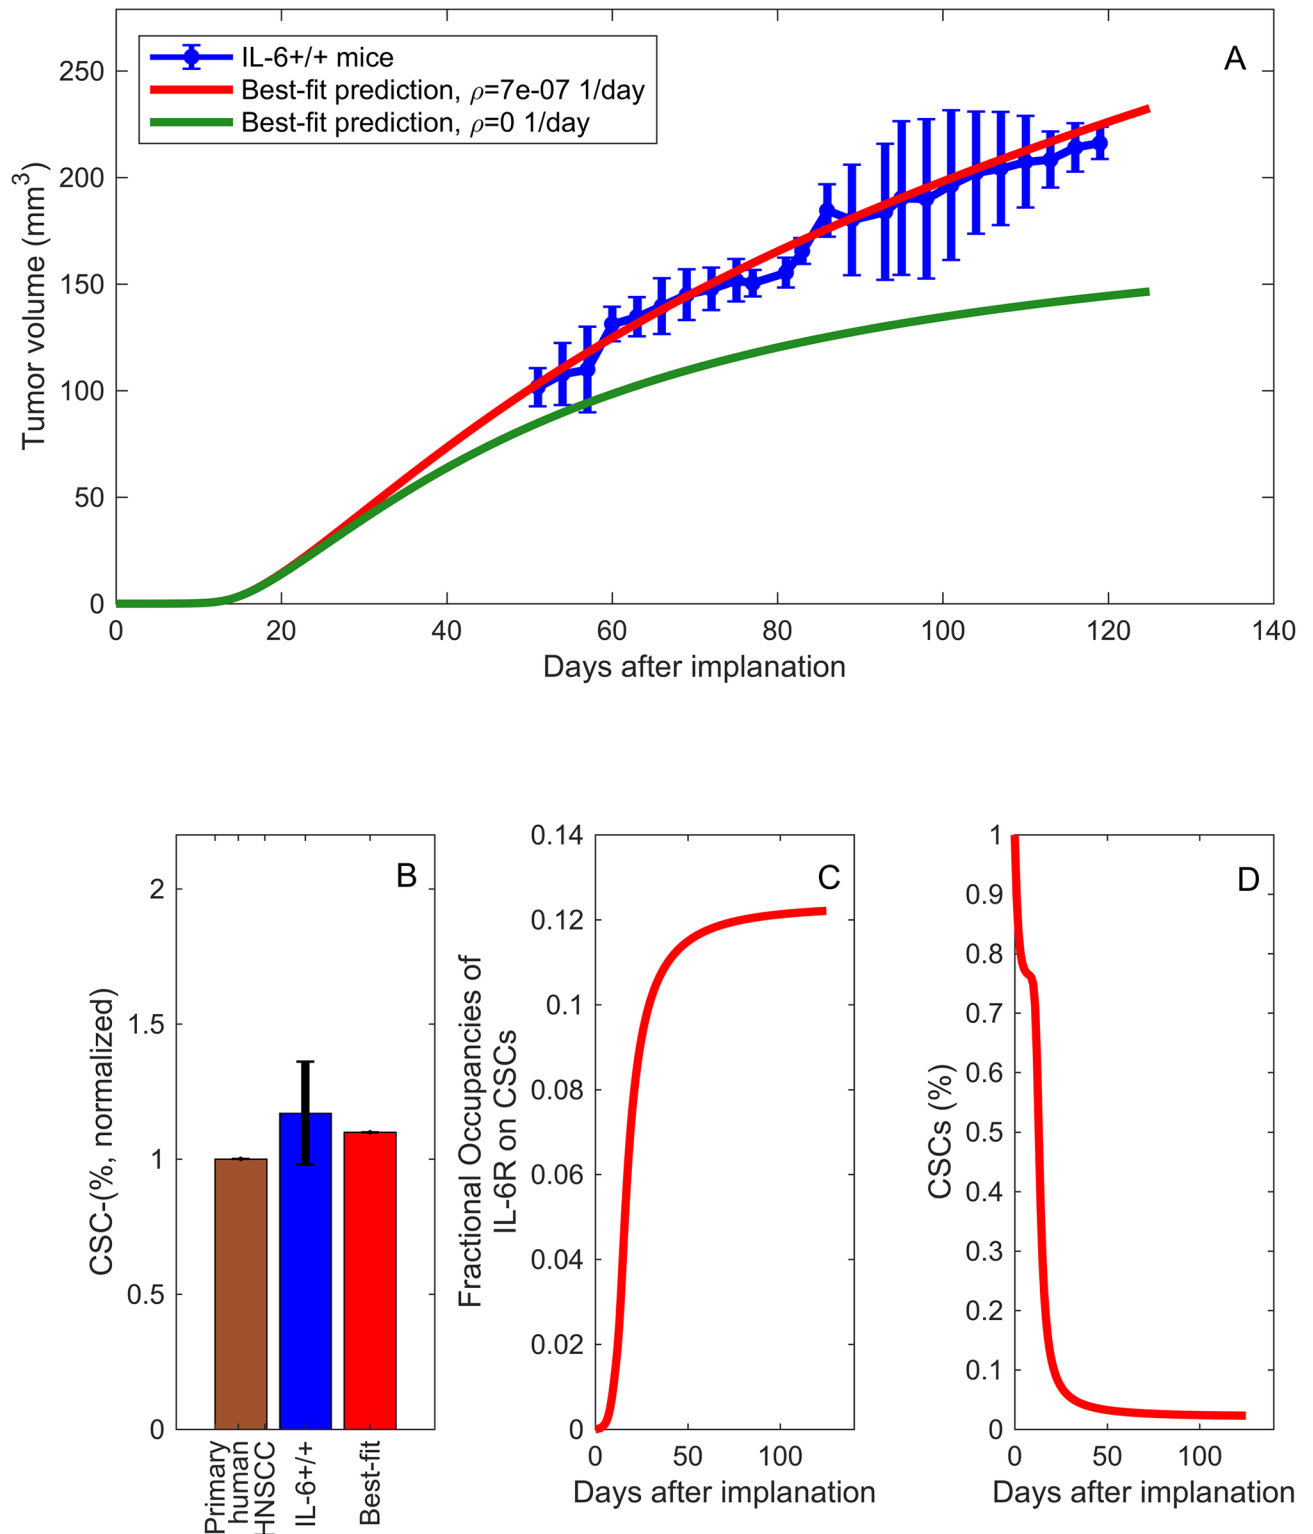 A
IL-6+/+ mice
Best-fit prediction, ρ=7e-07 1/day
Best-fit prediction, ρ=0 1/day
Tumor volume (mm³)
250
200
150
100
50
0
0 20 40 60 80 100 120 140
Days after implanation
B
CSC-(%, normalized)
2
1.5
1
0.5
0
Primary
human
HNSCC
IL-6+/+
Best-fit
C
Fractional Occupancies of
IL-6R on CSCs
0.14
0.12
0.1
0.08
0.06
0.04
0.02
0
0 50 100
Days after implanation
D
CSCs (%)
1
0.9
0.8
0.7
0.6
0.5
0.4
0.3
0.2
0.1
0
0 50 100
Days after implanation